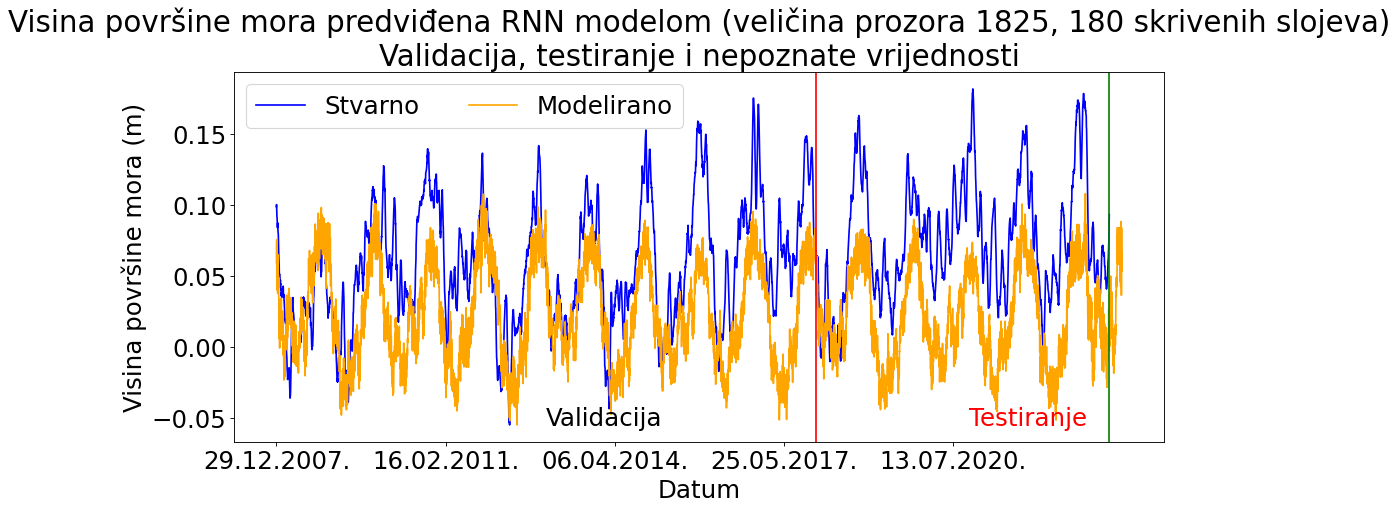 Visina površine mora predviđena RNN modelom (veličina prozora 1825, 180 skrivenih slojeva)
Validacija, testiranje i nepoznate vrijednosti
Stvarno
Modelirano
Visina površine mora (m)
0.15
0.10
0.05
0.00
−0.05
Validacija
Testiranje
29.12.2007.
16.02.2011.
06.04.2014.
25.05.2017.
13.07.2020.
Datum